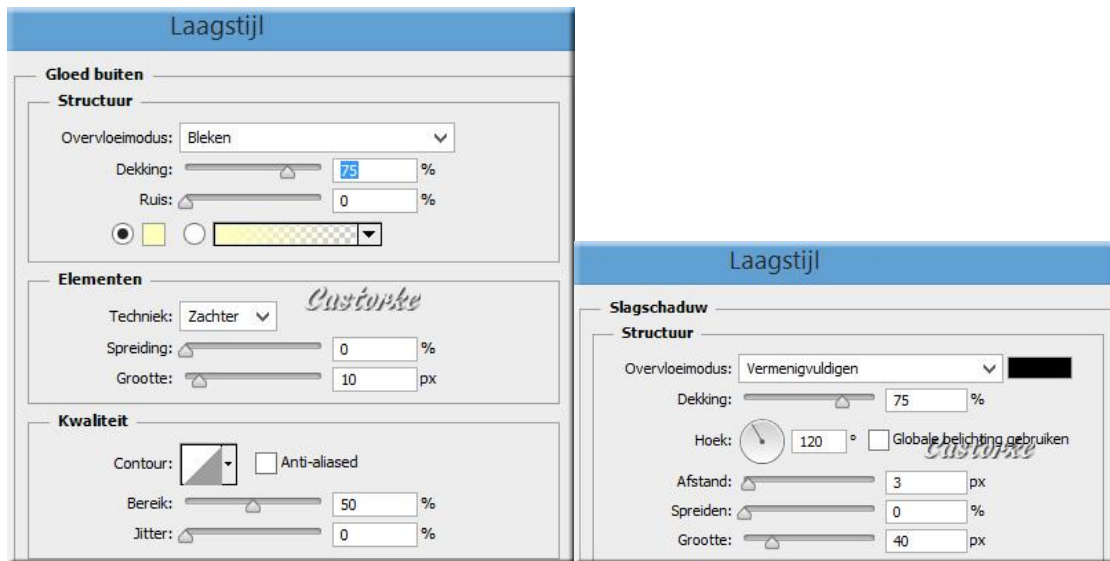 Laagstijl
Gloed buiten
Structuur
Overvloeimodus: Bleken
Dekking: 75 %
Ruis: 0 %
Elementen
Castorke
Techniek: Zachter
Spreiding: 0 %
Grootte: 10 px
Kwaliteit
Contour: Anti-aliased
Bereik: 50 %
Jitter: 0 %
Laagstijl
Slagschaduw
Structuur
Overvloeimodus: Vermenigvuldigen
Dekking: 75 %
Hoek: 120 ° Globale belichting gebruiken
Castorke
Afstand: 3 px
Spreiden: 0 %
Grootte: 40 px